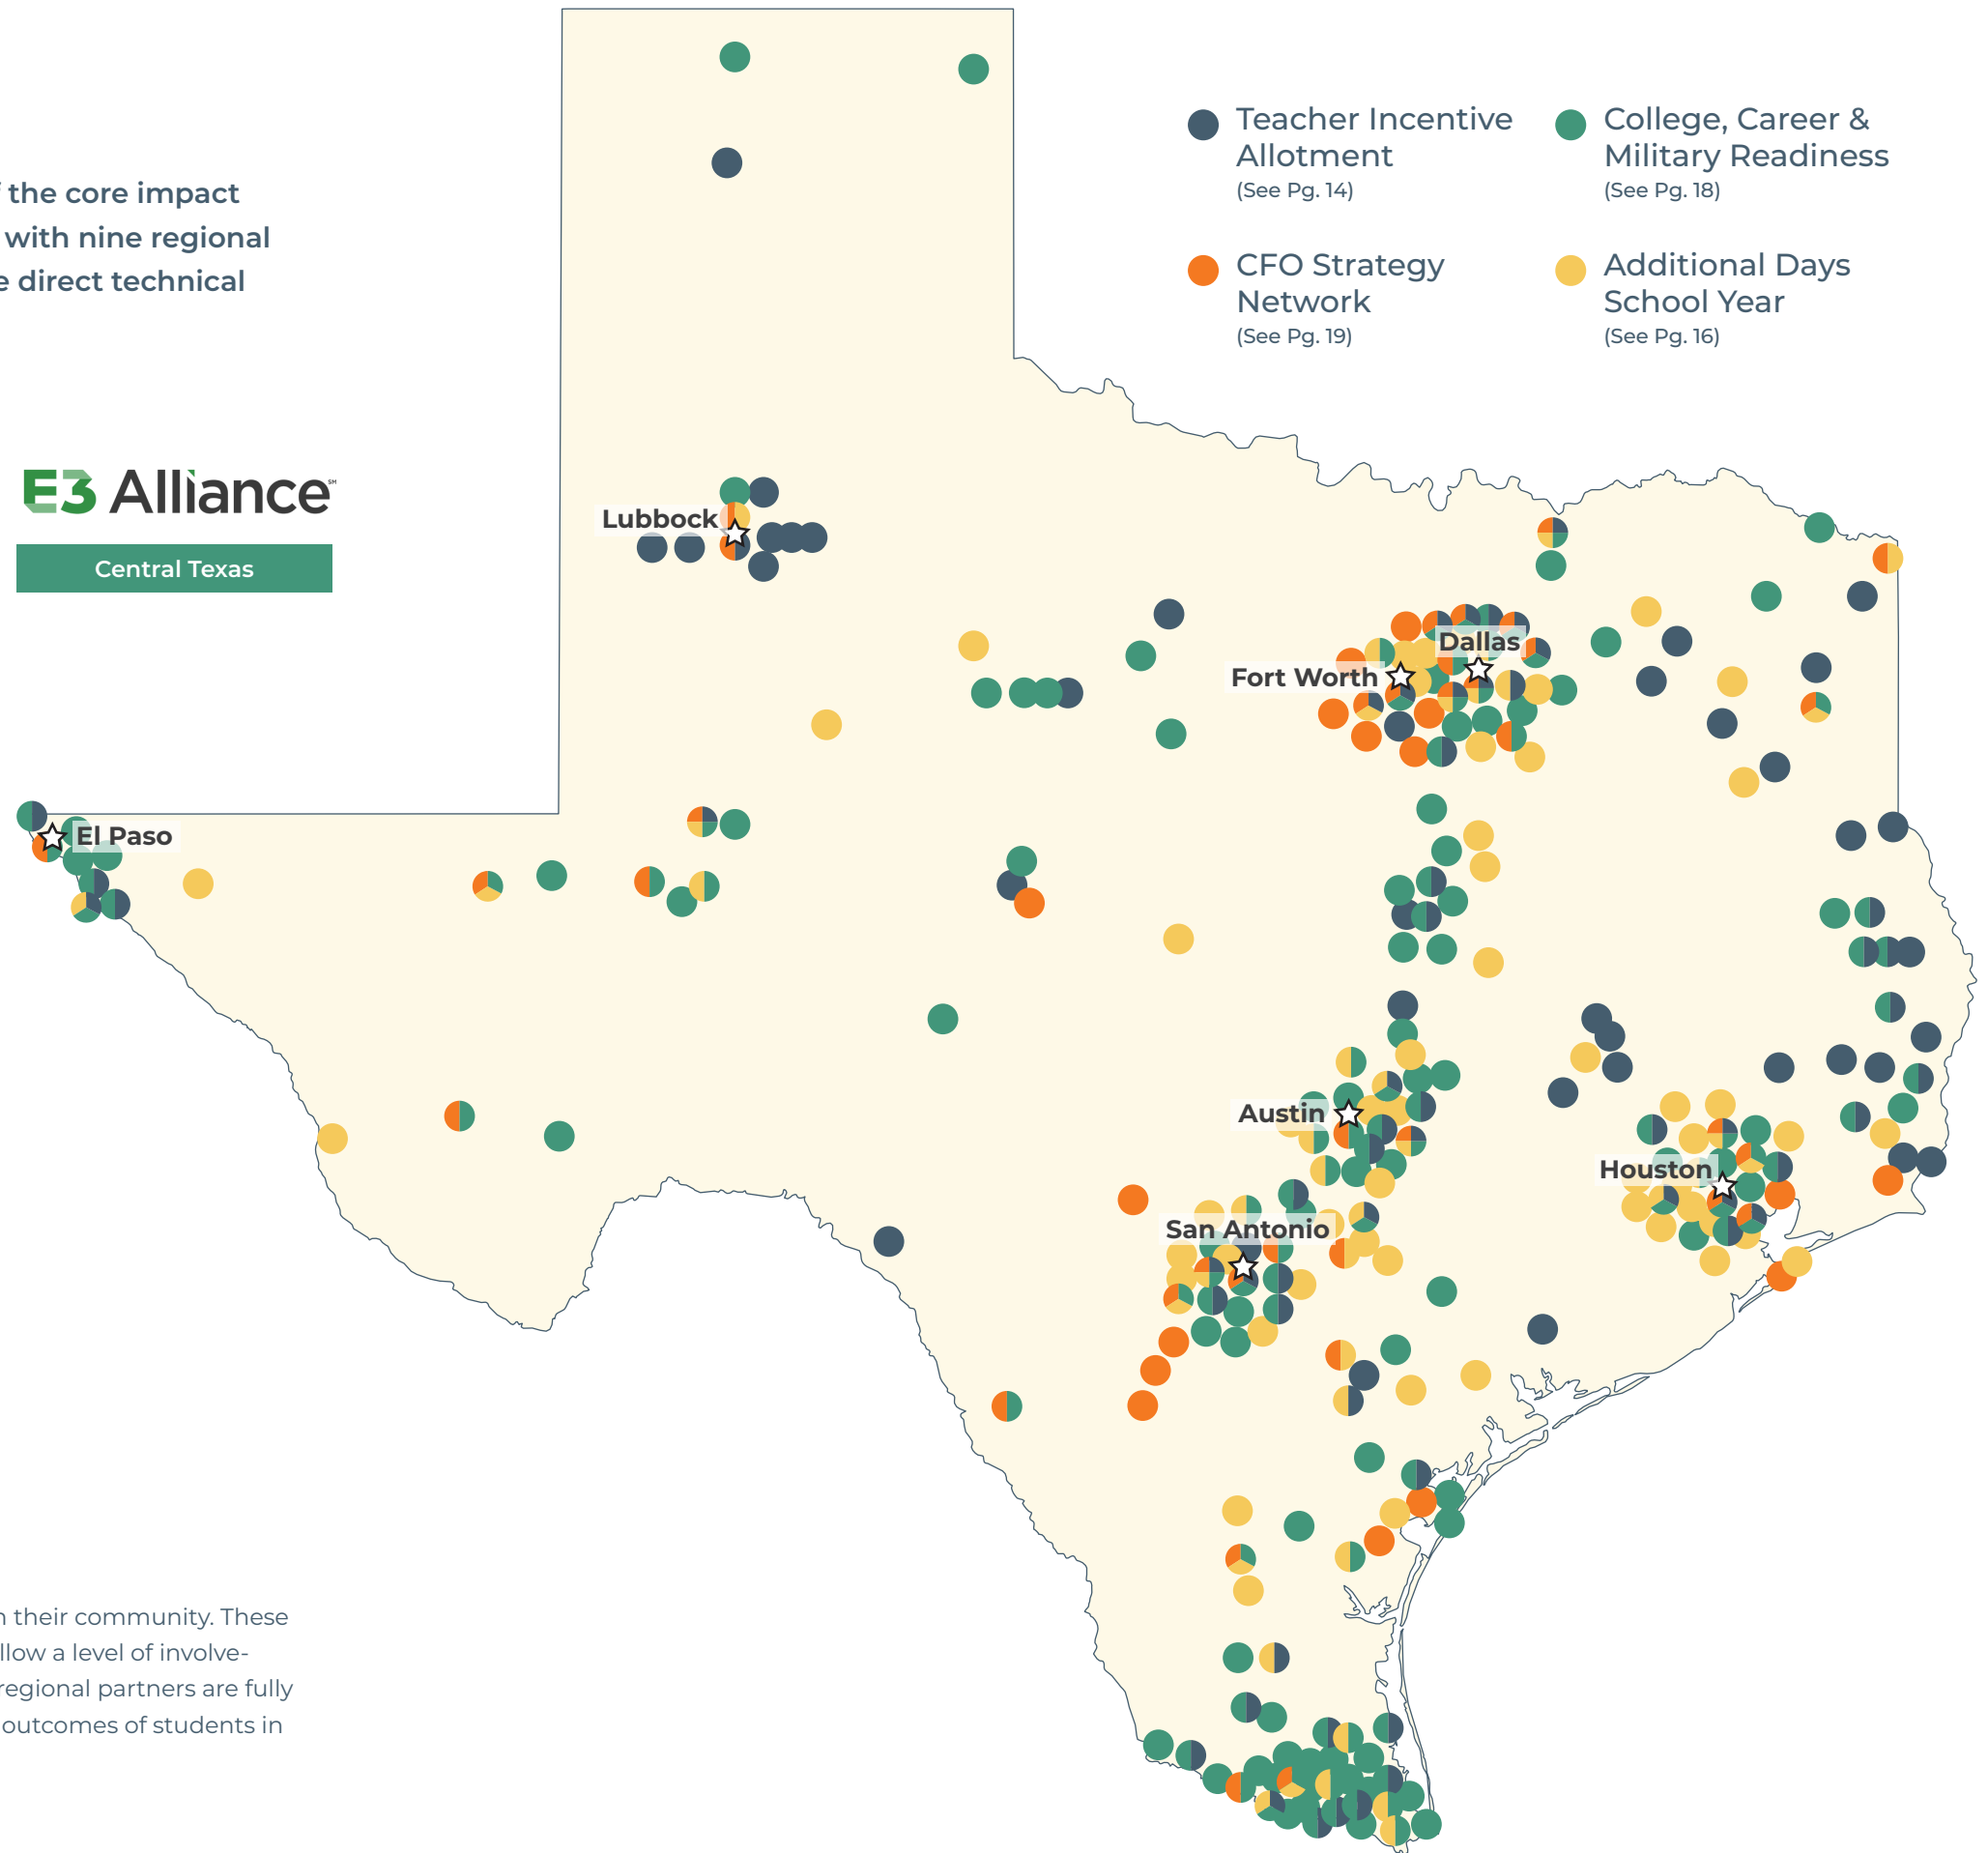 the core impact
with nine regional
direct technical
E3 Alliance℠
Central Texas
their community. These
a level of involve-
regional partners are fully
outcomes of students in
Teacher Incentive
Allotment
(See Pg. 14)
College, Career &
Military Readiness
(See Pg. 18)
CFO Strategy
Network
(See Pg. 19)
Additional Days
School Year
(See Pg. 16)
Lubbock
Dallas
Fort Worth
El Paso
Austin
Houston
San Antonio